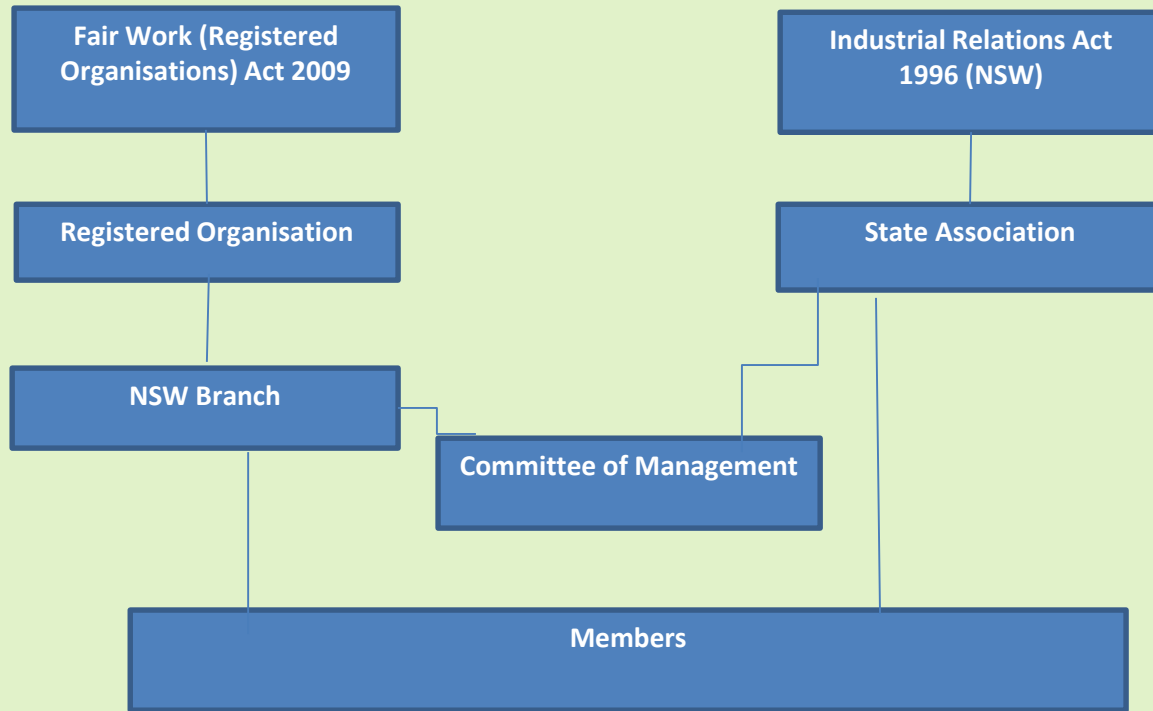 Fair Work (Registered
Organisations) Act 2009
Industrial Relations Act
1996 (NSW)
Registered Organisation
State Association
NSW Branch
Committee of Management
Members